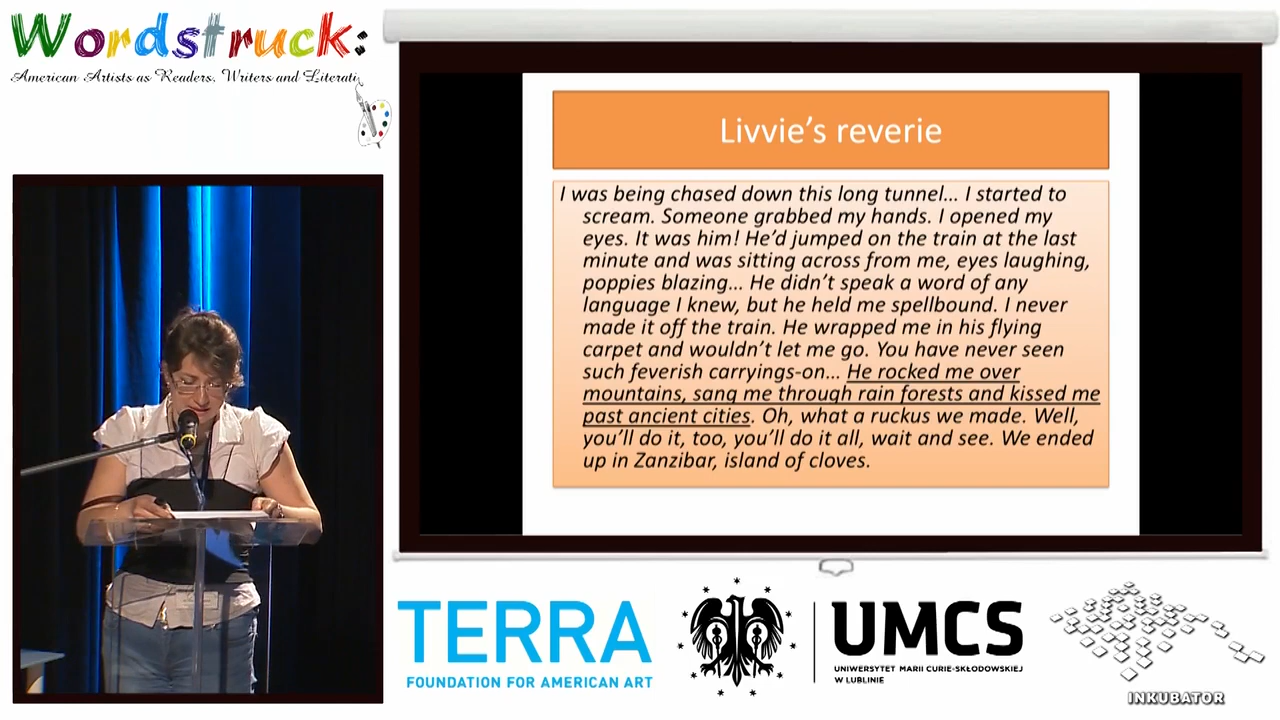 Wordstruck:
American Artists as Readers, Writers and Literati
Livvie’s reverie
I was being chased down this long tunnel… I started to
scream. Someone grabbed my hands. I opened my
eyes. It was him! He’d jumped on the train at the last
minute and was sitting across from me, eyes laughing,
poppies blazing… He didn’t speak a word of any
language I knew, but he held me spellbound. I never
made it off the train. He wrapped me in his flying
carpet and wouldn’t let me go. You have never seen
such feverish carryings-on… He rocked me over
mountains, sang me through rain forests and kissed me
past ancient cities. Oh, what a ruckus we made. Well,
you’ll do it, too, you’ll do it all, wait and see. We ended
up in Zanzibar, island of cloves.
TERRA
FOUNDATION FOR AMERICAN ART
UMCS
UNIWERSYTET MARII CURIE-SKŁODOWSKIEJ
W LUBLINIE
INKUBATOR